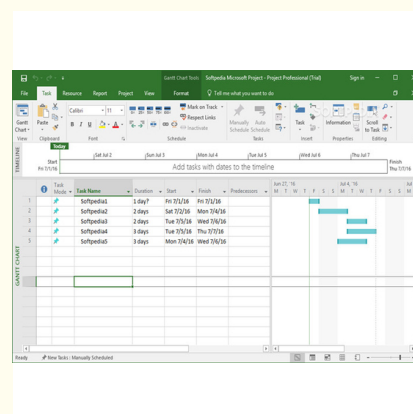 Gantt Chart Tools Softpedia Microsoft Project - Project Professional (Trial) Sign in
File Task Resource Report Project View Format Tell me what you want to do
Gantt Chart
Paste
Calibri 11
B I U A
Mark on Track
Respect Links
Inactivate
Manually Schedule
Auto Schedule
Task
Information
Scroll to Task
View Clipboard Font Schedule Tasks Insert Properties Editing
TIMELINE
Today
Start
Fri 7/1/16
Sat Jul 2 Sun Jul 3 Mon Jul 4 Tue Jul 5 Wed Jul 6 Thu Jul 7
Add tasks with dates to the timeline
Finish
Thu 7/7/16
GANTT CHART
Task Mode Task Name Duration Start Finish Predecessors
Jun 27, '16 Jul 4, '16 Jul
M T W T F S S M T W T F S S M
1 Softpedia1 1 day? Fri 7/1/16 Fri 7/1/16
2 Softpedia2 2 days Sat 7/2/16 Mon 7/4/16
3 Softpedia3 2 days Tue 7/5/16 Wed 7/6/16
4 Softpedia4 3 days Tue 7/5/16 Thu 7/7/16
5 Softpedia5 3 days Mon 7/4/16 Wed 7/6/16
Ready New Tasks : Manually Scheduled